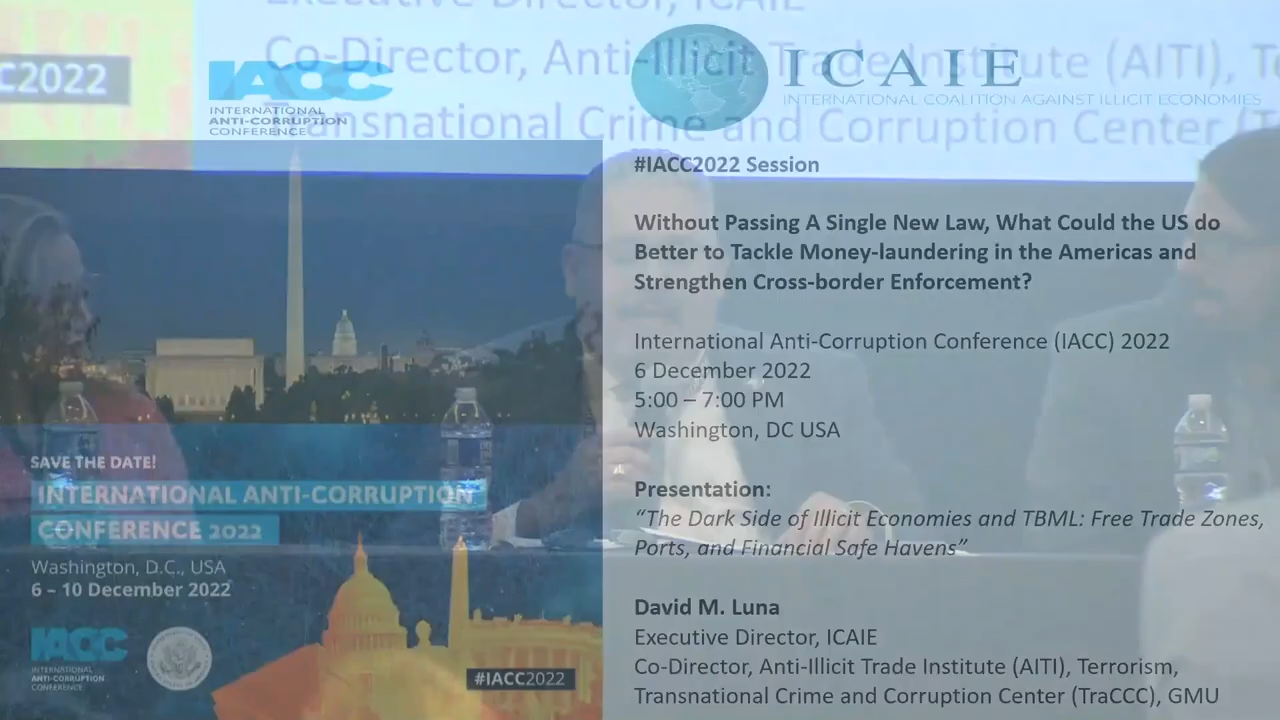 Executive Director, ICAIE
Co-Director, Anti-Illicit Trade Institute (AITI), Te
Transnational Crime and Corruption Center (T
C2022
IACC
INTERNATIONAL
ANTI-CORRUPTION
CONFERENCE
ICAIE
INTERNATIONAL COALITION AGAINST ILLICIT ECONOMIES
#IACC2022 Session
Without Passing A Single New Law, What Could the US do
Better to Tackle Money-laundering in the Americas and
Strengthen Cross-border Enforcement?
International Anti-Corruption Conference (IACC) 2022
6 December 2022
5:00 – 7:00 PM
Washington, DC USA
Presentation:
“The Dark Side of Illicit Economies and TBML: Free Trade Zones,
Ports, and Financial Safe Havens”
David M. Luna
Executive Director, ICAIE
Co-Director, Anti-Illicit Trade Institute (AITI), Terrorism,
Transnational Crime and Corruption Center (TraCCC), GMU
SAVE THE DATE!
INTERNATIONAL ANTI-CORRUPTION
CONFERENCE 2022
Washington, D.C., USA
6 – 10 December 2022
IACC
INTERNATIONAL
ANTI-CORRUPTION
CONFERENCE
#IACC2022